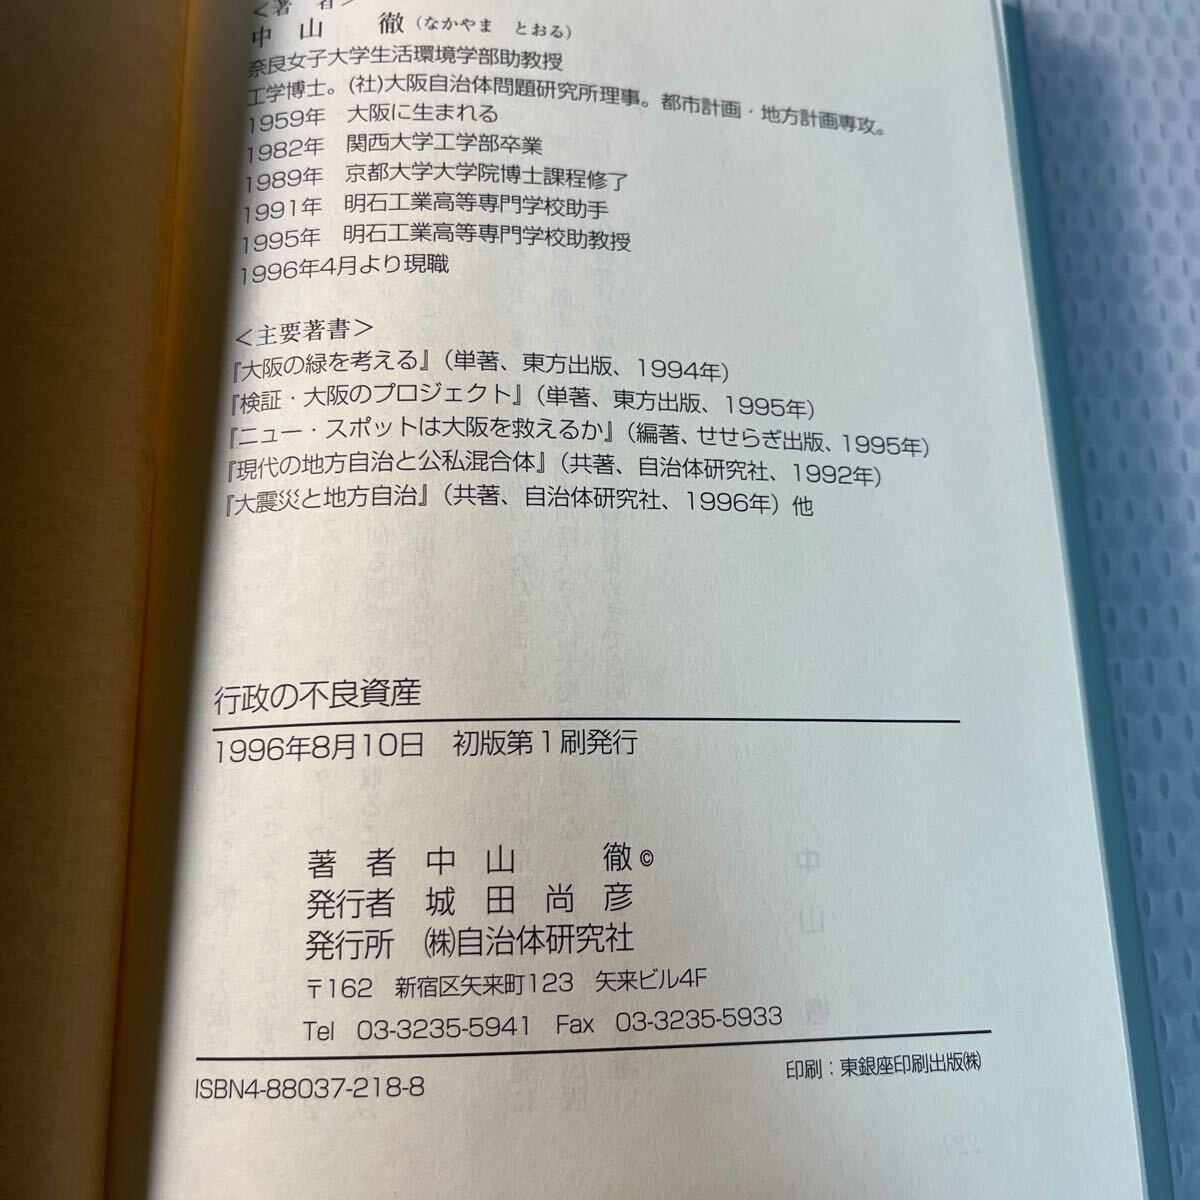 <著者>
中山 徹(なかやま とおる)
奈良女子大学生活環境学部助教授
工学博士。(社)大阪自治体問題研究所理事。都市計画・地方計画専攻。
1959年 大阪に生まれる
1982年 関西大学工学部卒業
1989年 京都大学大学院博士課程修了
1991年 明石工業高等専門学校助手
1995年 明石工業高等専門学校助教授
1996年4月より現職
<主要著書>
『大阪の緑を考える』(単著、東方出版、1994年)
『検証・大阪のプロジェクト』(単著、東方出版、1995年)
『ニュー・スポットは大阪を救えるか』(編著、せせらぎ出版、1995年)
『現代の地方自治と公私混合体』(共著、自治体研究社、1992年)
『大震災と地方自治』(共著、自治体研究社、1996年)他
行政の不良資産
1996年8月10日 初版第1刷発行
著者 中山 徹©
発行者 城田尚彦
発行所 ㈱自治体研究社
〒162 新宿区矢来町123 矢来ビル4F
Tel 03-3235-5941 Fax 03-3235-5933
印刷：東銀座印刷出版㈱
ISBN4-88037-218-8